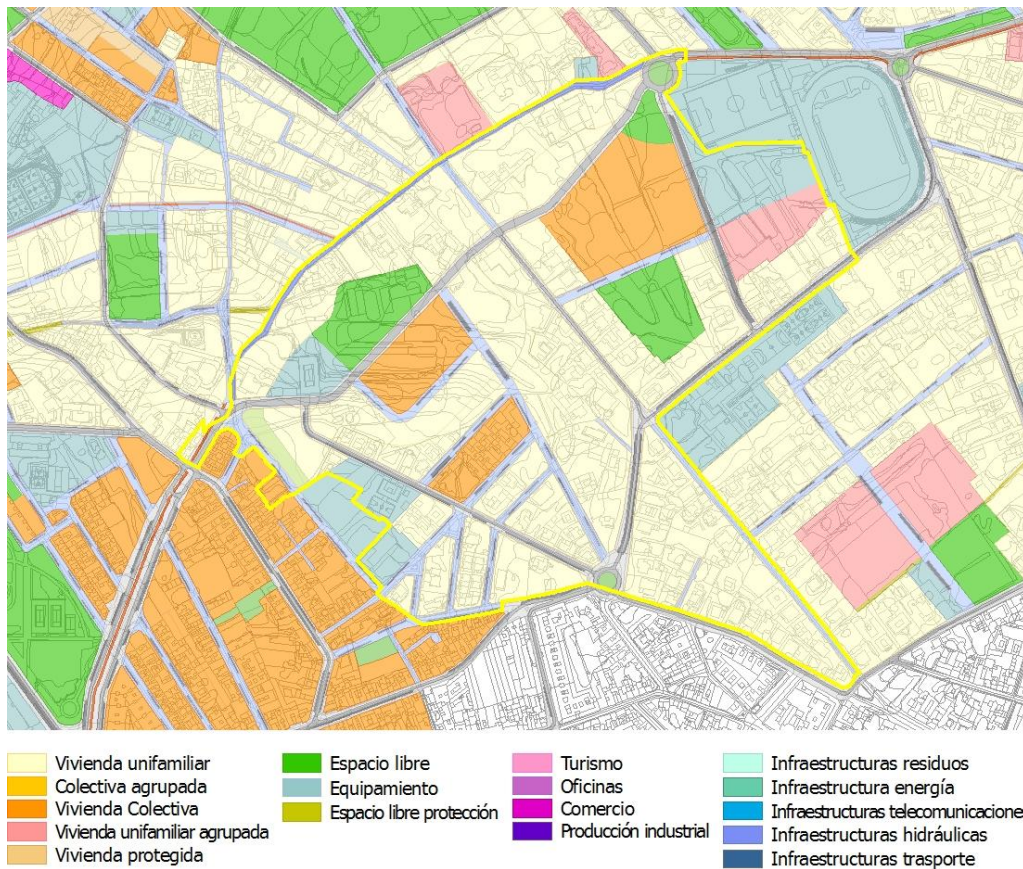 Vivienda unifamiliar
Colectiva agrupada
Vivienda Colectiva
Vivienda unifamiliar agrupada
Vivienda protegida
Espacio libre
Equipamiento
Espacio libre protección
Turismo
Oficinas
Comercio
Producción industrial
Infraestructuras residuos
Infraestructura energía
Infraestructuras telecomunicacione
Infraestructuras hidráulicas
Infraestructuras trasporte